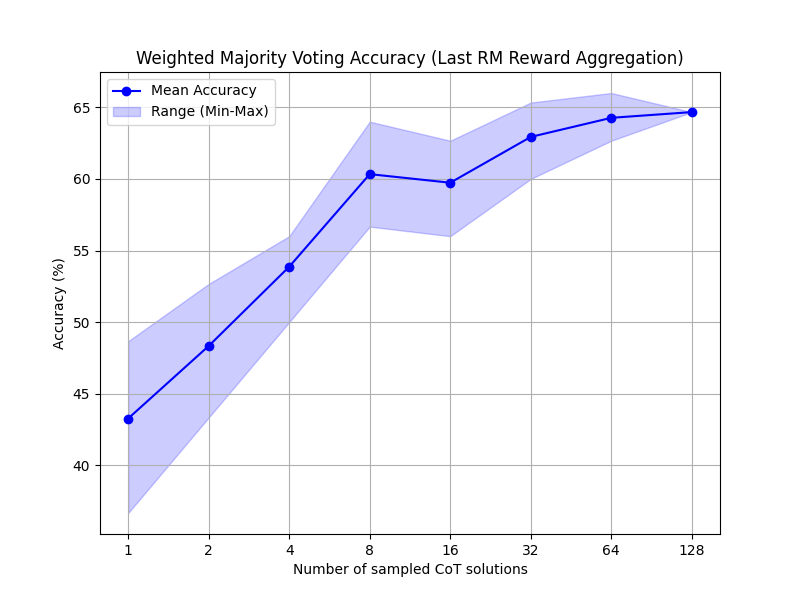 Weighted Majority Voting Accuracy (Last RM Reward Aggregation)
Mean Accuracy
Range (Min-Max)
65
60
55
50
45
40
Accuracy (%)
1 2 4 8 16 32 64 128
Number of sampled CoT solutions